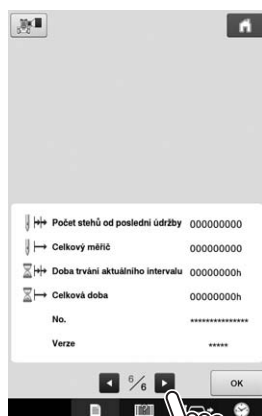 Počet stehů od poslední údržby 000000000
Celkový měřič 000000000
Doba trvání aktuálního intervalu 00000000h
Celková doba 00000000h
No. ***************
Verze *****
6/6
OK